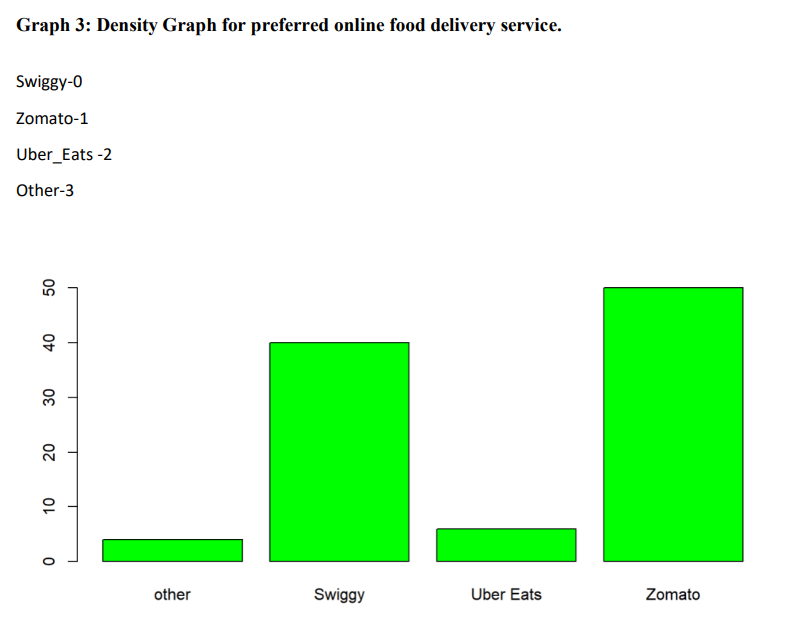 Graph 3: Density Graph for preferred online food delivery service.
Swiggy-0
Zomato-1
Uber_Eats -2
Other-3
50
40
30
20
10
0
other Swiggy Uber Eats Zomato